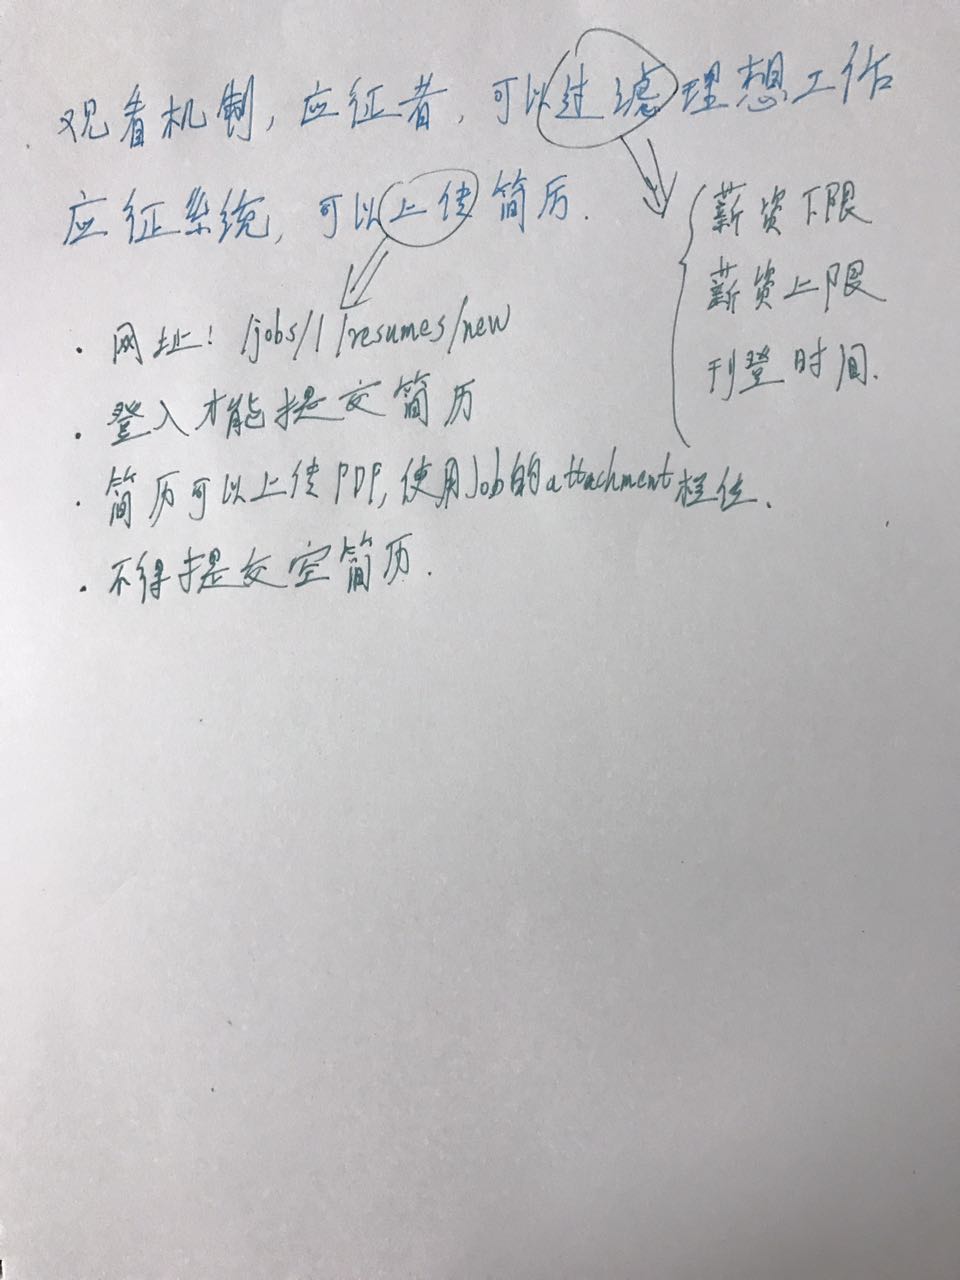 观看机制, 应征者, 可以过滤理想工作
应征系统, 可以上传简历.
薪资下限
薪资上限
刊登时间.
· 网址: /jobs/1/resumes/new
· 登入才能提交简历
· 简历可以上传PDF, 使用Job的attachment栏位.
· 不得提交空简历.